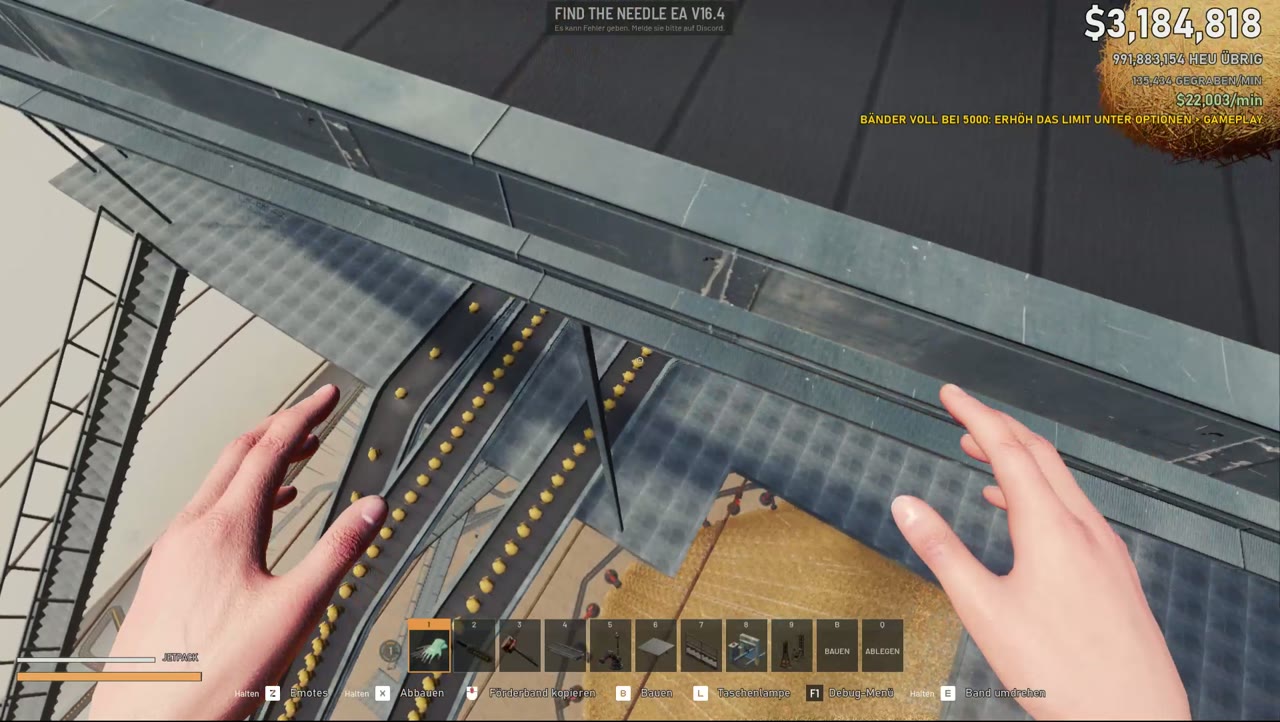 FIND THE NEEDLE EA V16.4
Es kann Fehler geben. Melde sie bitte auf Discord.
$3,184,818
991,883,154 HEU ÜBRIG
135,434 GEGRABEN/MIN
$22,003/min
BÄNDER VOLL BEI 5000: ERHÖH DAS LIMIT UNTER OPTIONEN > GAMEPLAY
JETPACK
1 2 3 4 5 6 7 8 9 B Q
BAUEN ABLEGEN
Halten Z Emotes Halten X Abbauen Förderband kopieren B Bauen L Taschenlampe F1 Debug-Menü Halten E Band umdrehen